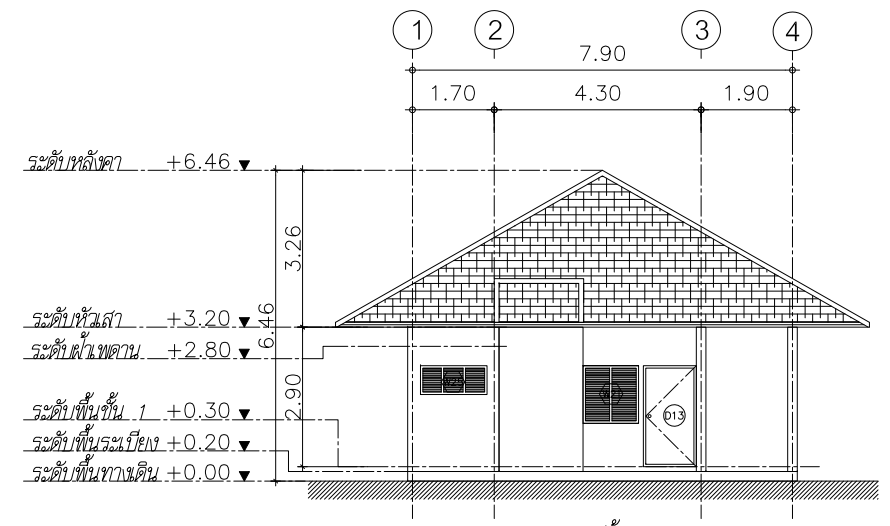 1 2 3 4
7.90
1.70 4.30 1.90
ระดับหลังคา +6.46
3.26
6.46
ระดับหัวเสา +3.20
ระดับฝ้าเพดาน +2.80
2.90
ระดับพื้นชั้น 1 +0.30
ระดับพื้นระเบียง +0.20
ระดับพื้นทางเดิน +0.00
D13